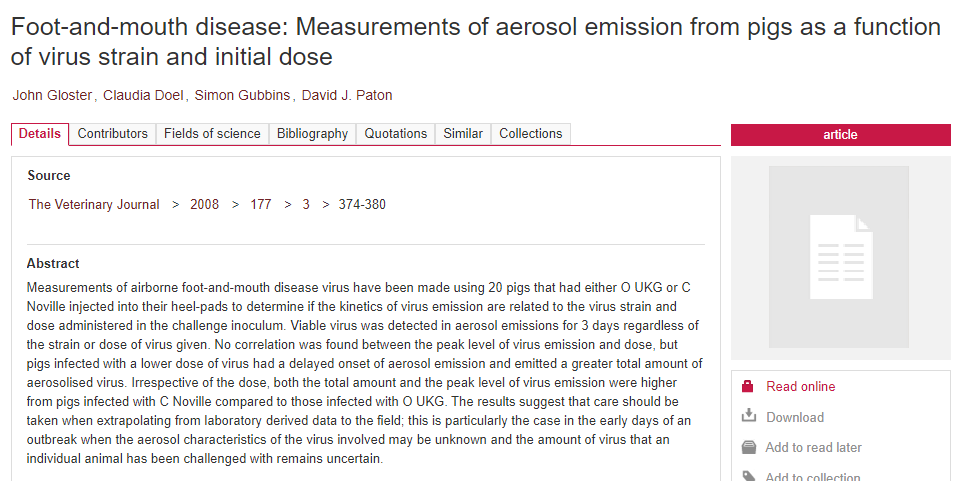 Foot-and-mouth disease: Measurements of aerosol emission from pigs as a function
of virus strain and initial dose
John Gloster, Claudia Doel, Simon Gubbins, David J. Paton
Details Contributors Fields of science Bibliography Quotations Similar Collections
article
Source
The Veterinary Journal > 2008 > 177 > 3 > 374-380
Abstract
Measurements of airborne foot-and-mouth disease virus have been made using 20 pigs that had either O UKG or C
Noville injected into their heel-pads to determine if the kinetics of virus emission are related to the virus strain and
dose administered in the challenge inoculum. Viable virus was detected in aerosol emissions for 3 days regardless of
the strain or dose of virus given. No correlation was found between the peak level of virus emission and dose, but
pigs infected with a lower dose of virus had a delayed onset of aerosol emission and emitted a greater total amount of
aerosolised virus. Irrespective of the dose, both the total amount and the peak level of virus emission were higher
from pigs infected with C Noville compared to those infected with O UKG. The results suggest that care should be
taken when extrapolating from laboratory derived data to the field; this is particularly the case in the early days of an
outbreak when the aerosol characteristics of the virus involved may be unknown and the amount of virus that an
individual animal has been challenged with remains uncertain.
Read online
Download
Add to read later
Add to collection